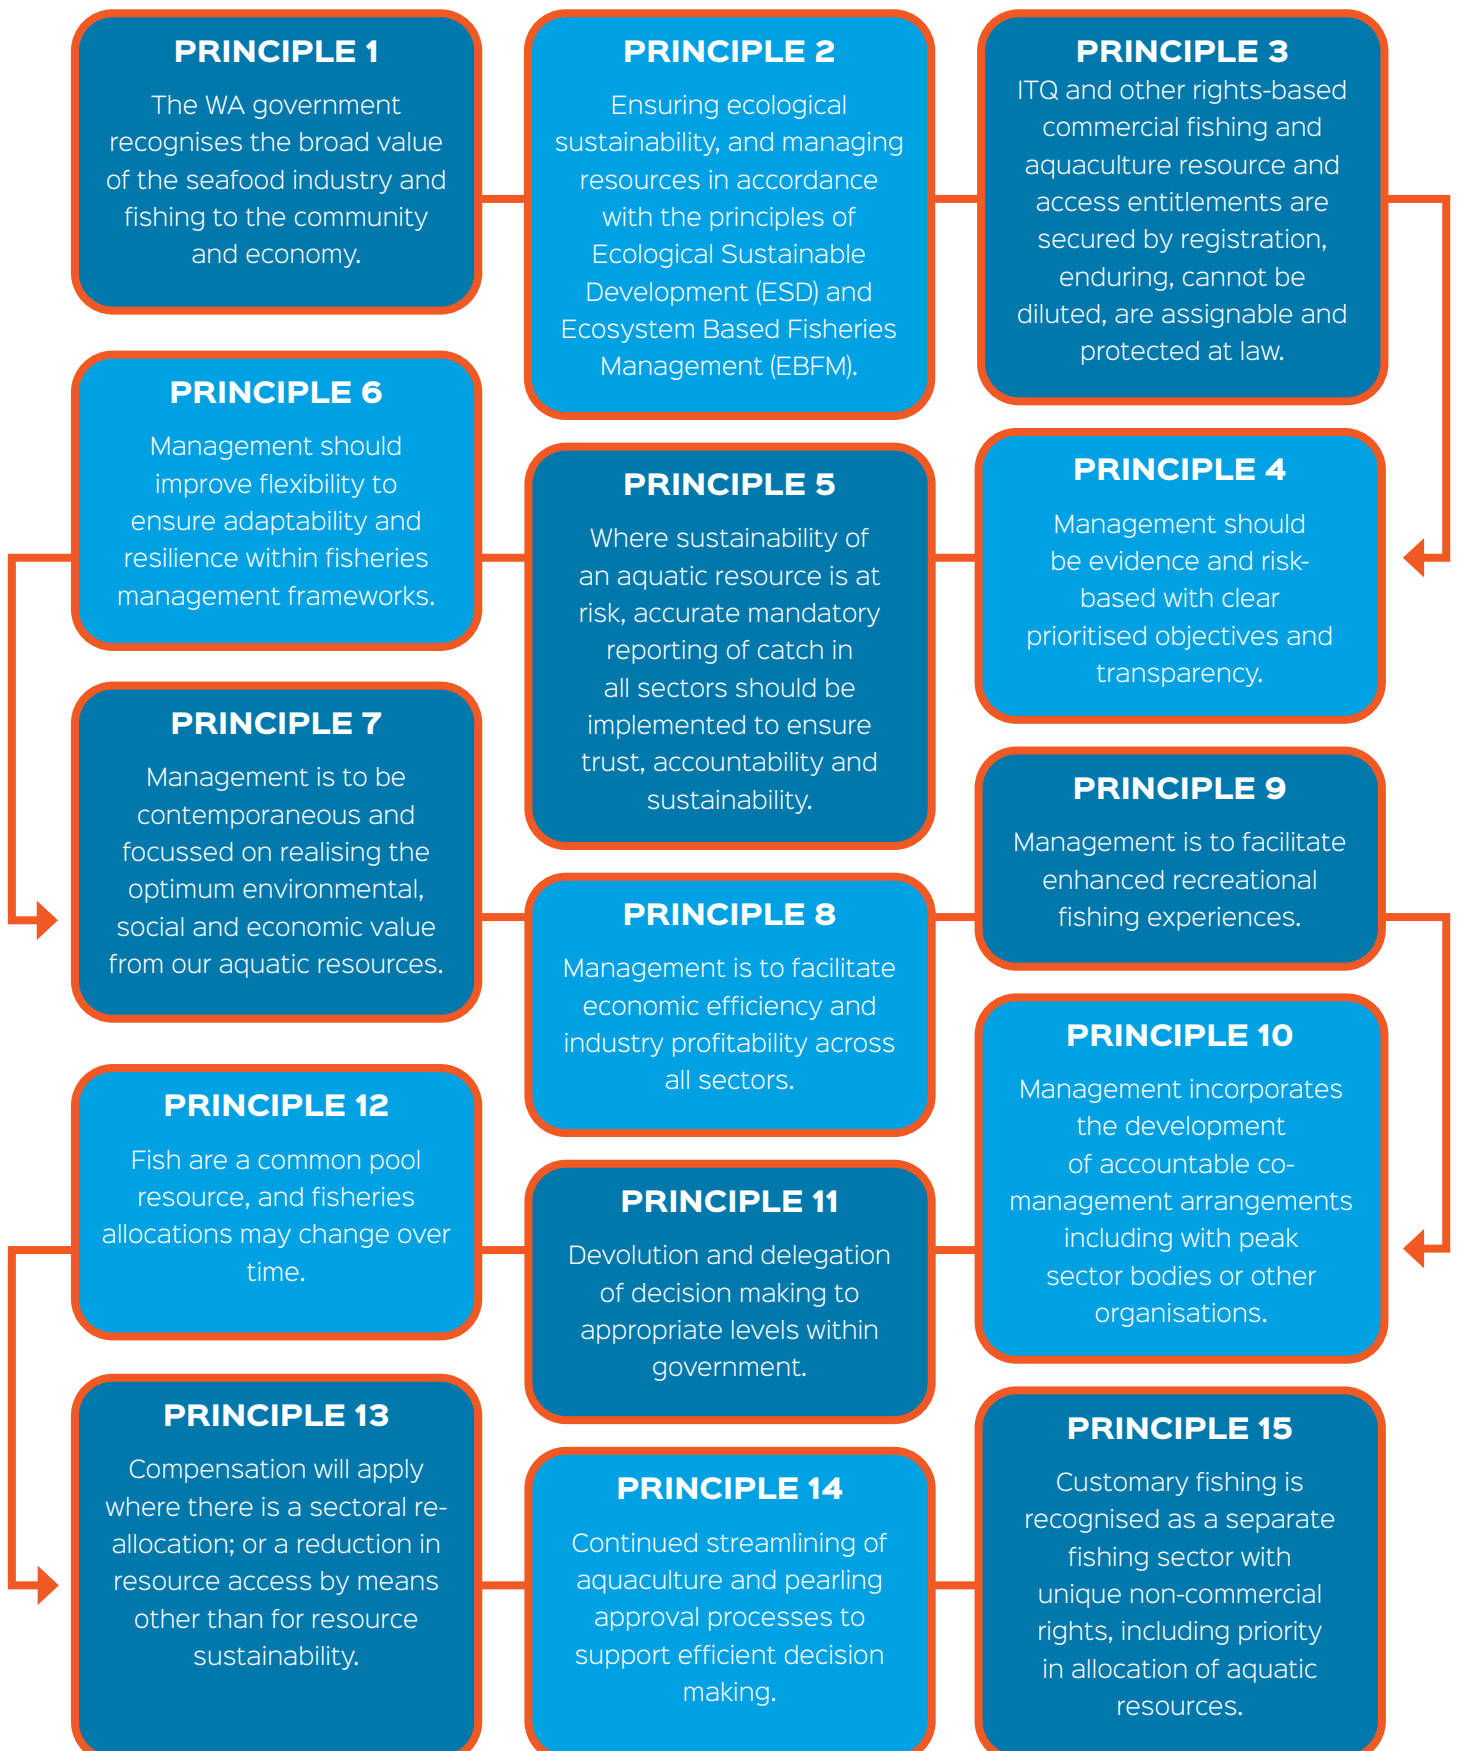 PRINCIPLE 1
The WA government
recognises the broad value
of the seafood industry and
fishing to the community
and economy.
PRINCIPLE 2
Ensuring ecological
sustainability, and managing
resources in accordance
with the principles of
Ecological Sustainable
Development (ESD) and
Ecosystem Based Fisheries
Management (EBFM).
PRINCIPLE 3
ITQ and other rights-based
commercial fishing and
aquaculture resource and
access entitlements are
secured by registration,
enduring, cannot be
diluted, are assignable and
protected at law.
PRINCIPLE 4
Management should
be evidence and risk-
based with clear
prioritised objectives and
transparency.
PRINCIPLE 5
Where sustainability of
an aquatic resource is at
risk, accurate mandatory
reporting of catch in
all sectors should be
implemented to ensure
trust, accountability and
sustainability.
PRINCIPLE 6
Management should
improve flexibility to
ensure adaptability and
resilience within fisheries
management frameworks.
PRINCIPLE 7
Management is to be
contemporaneous and
focussed on realising the
optimum environmental,
social and economic value
from our aquatic resources.
PRINCIPLE 8
Management is to facilitate
economic efficiency and
industry profitability across
all sectors.
PRINCIPLE 9
Management is to facilitate
enhanced recreational
fishing experiences.
PRINCIPLE 10
Management incorporates
the development
of accountable co-
management arrangements
including with peak
sector bodies or other
organisations.
PRINCIPLE 11
Devolution and delegation
of decision making to
appropriate levels within
government.
PRINCIPLE 12
Fish are a common pool
resource, and fisheries
allocations may change over
time.
PRINCIPLE 13
Compensation will apply
where there is a sectoral re-
allocation; or a reduction in
resource access by means
other than for resource
sustainability.
PRINCIPLE 14
Continued streamlining of
aquaculture and pearling
approval processes to
support efficient decision
making.
PRINCIPLE 15
Customary fishing is
recognised as a separate
fishing sector with
unique non-commercial
rights, including priority
in allocation of aquatic
resources.